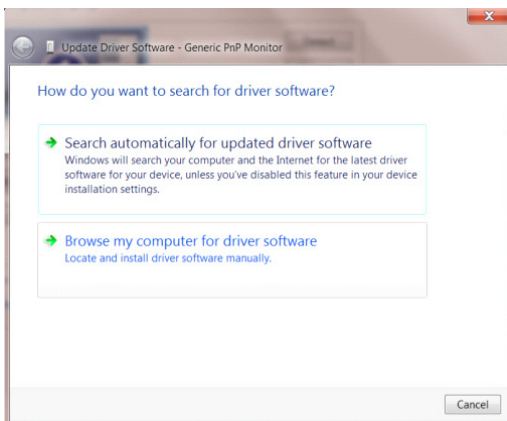 Update Driver Software - Generic PnP Monitor
How do you want to search for driver software?
Search automatically for updated driver software
Windows will search your computer and the Internet for the latest driver
software for your device, unless you've disabled this feature in your device
installation settings.
Browse my computer for driver software
Locate and install driver software manually.
Cancel